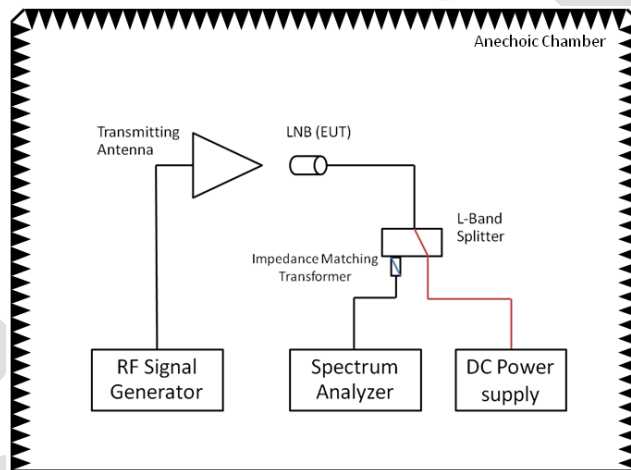 Anechoic Chamber
Transmitting
Antenna
LNB (EUT)
L-Band
Splitter
Impedance Matching
Transformer
RF Signal
Generator
Spectrum
Analyzer
DC Power
supply